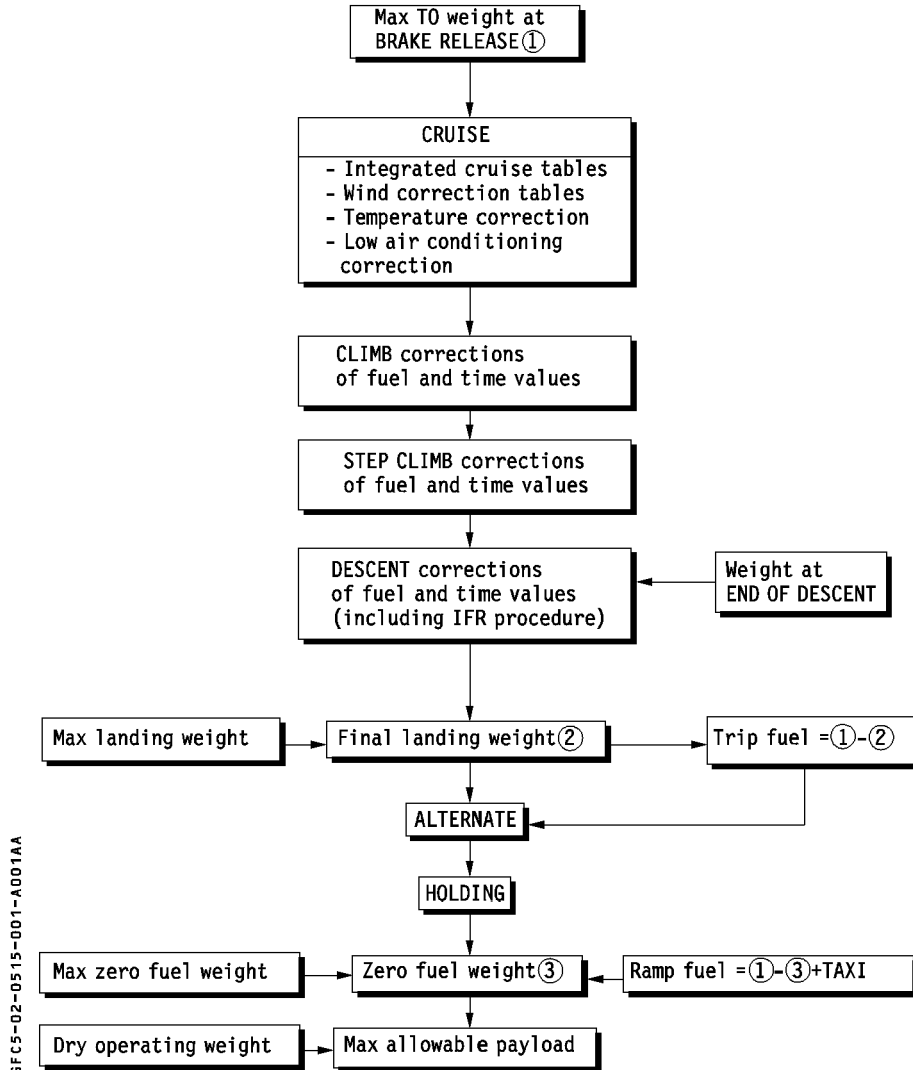 Max TO weight at
BRAKE RELEASE①
CRUISE
- Integrated cruise tables
- Wind correction tables
- Temperature correction
- Low air conditioning
correction
CLIMB corrections
of fuel and time values
STEP CLIMB corrections
of fuel and time values
DESCENT corrections
of fuel and time values
(including IFR procedure)
Weight at
END OF DESCENT
Max landing weight
Final landing weight②
Trip fuel =①-②
ALTERNATE
HOLDING
Max zero fuel weight
Zero fuel weight③
Ramp fuel =①-③+TAXI
Dry operating weight
Max allowable payload
GFC5-02-0515-001-A001AA